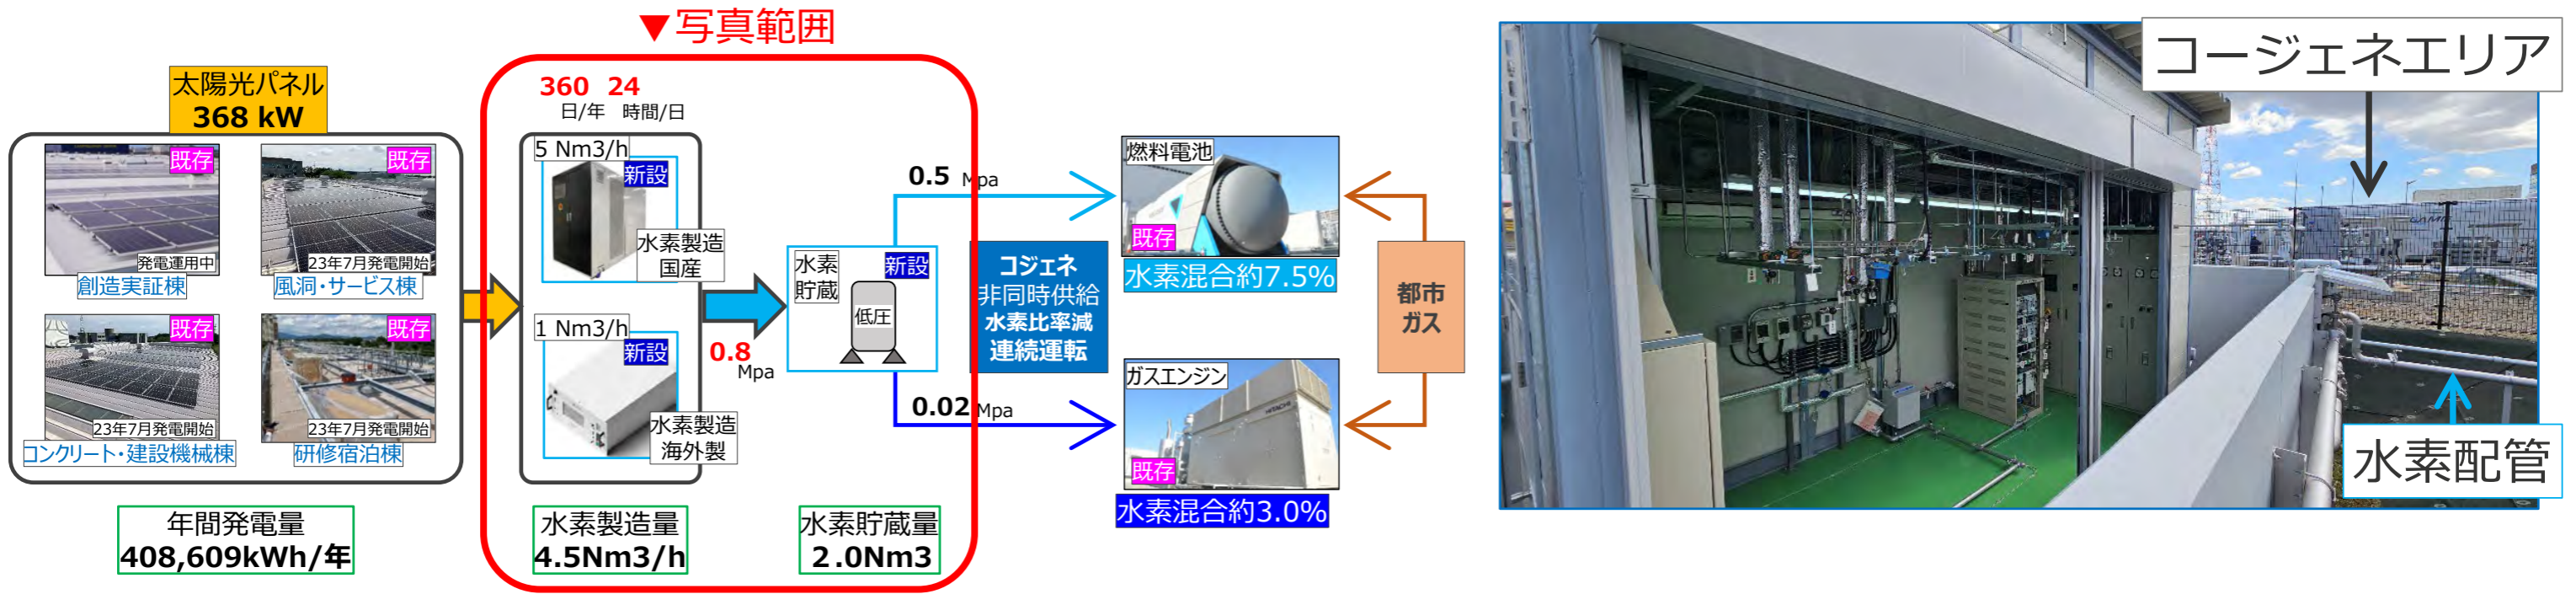 ▼写真範囲
太陽光パネル
368 kW
既存
発電運用中
創造実証棟
既存
23年7月発電開始
風洞・サービス棟
既存
23年7月発電開始
コンクリート・建設機械棟
既存
23年7月発電開始
研修宿泊棟
年間発電量
408,609kWh/年
360 24
日/年 時間/日
5 Nm3/h
新設
水素製造
国産
1 Nm3/h
新設
水素製造
海外製
水素製造量
4.5Nm3/h
0.8
Mpa
水素
貯蔵
新設
低圧
水素貯蔵量
2.0Nm3
0.5 Mpa
0.02 Mpa
コジェネ
非同時供給
水素比率減
連続運転
燃料電池
既存
水素混合約7.5%
ガスエンジン
HITACHI
既存
水素混合約3.0%
都市
ガス
コージェネエリア
水素配管